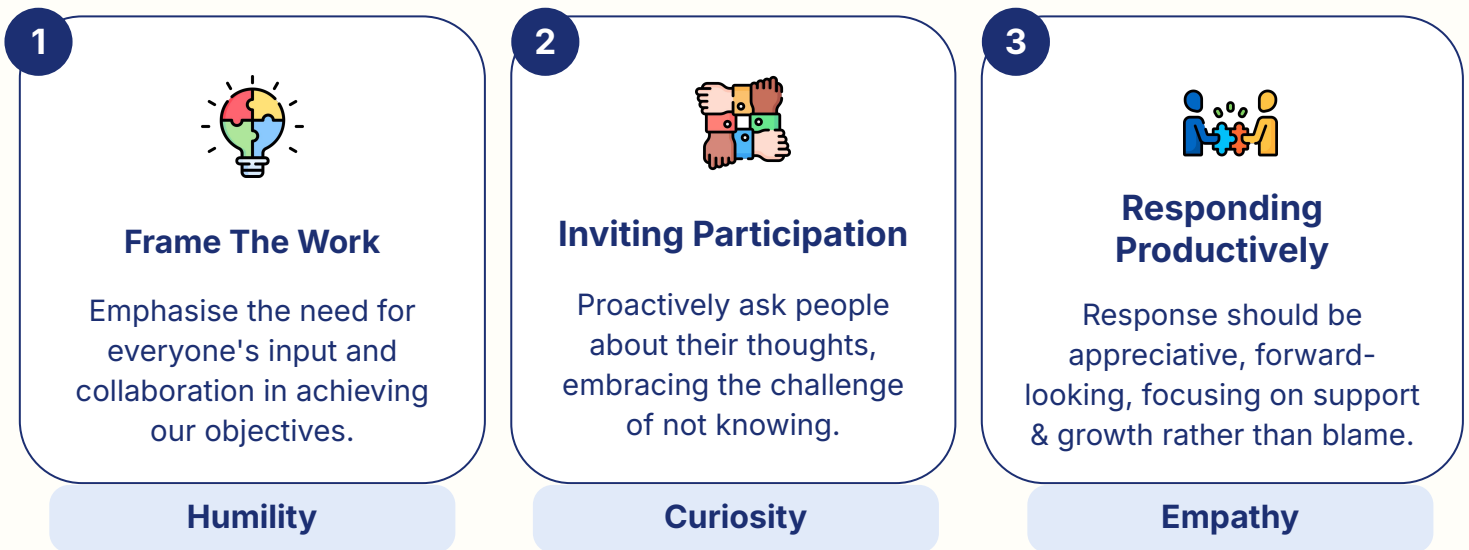 1
Frame The Work
Emphasise the need for
everyone's input and
collaboration in achieving
our objectives.
Humility
2
Inviting Participation
Proactively ask people
about their thoughts,
embracing the challenge
of not knowing.
Curiosity
3
Responding
Productively
Response should be
appreciative, forward-
looking, focusing on support
& growth rather than blame.
Empathy